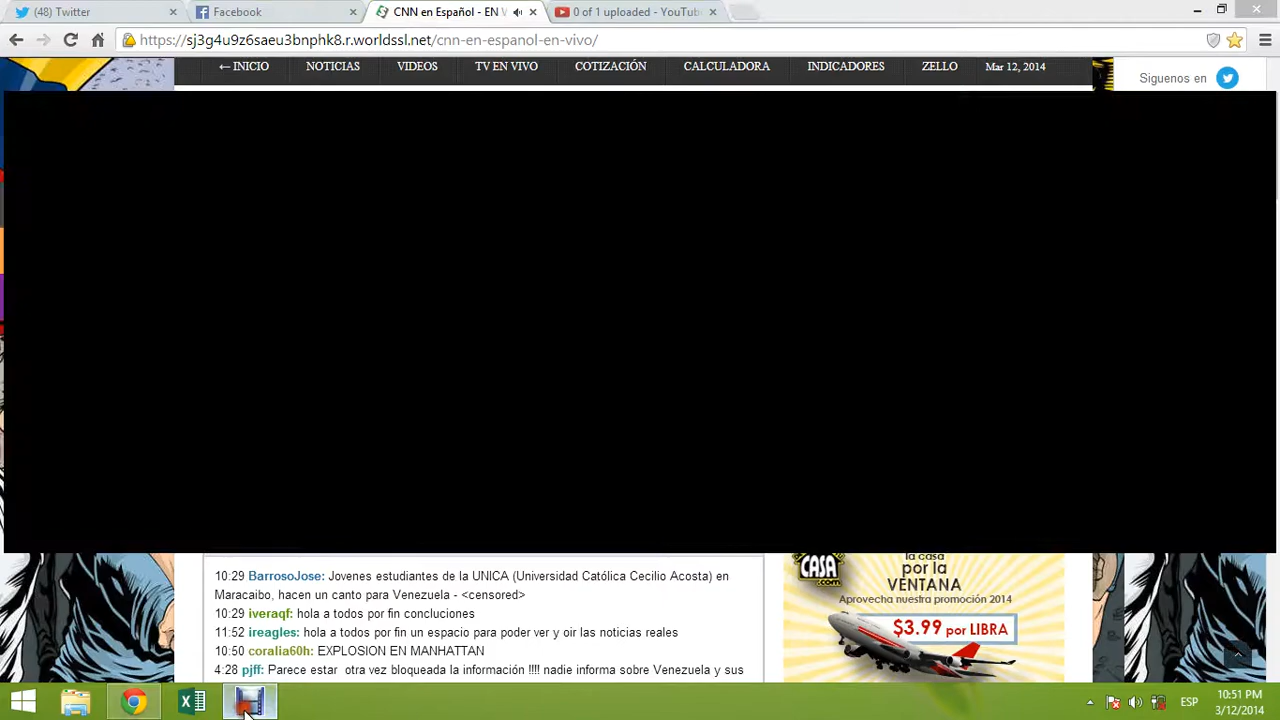 (48) Twitter
Facebook
CNN en Español - EN V
0 of 1 uploaded - YouTube
https://sj3g4u9z6saeu3bnphk8.r.worldssl.net/cnn-en-espanol-en-vivo/
← INICIO NOTICIAS VIDEOS TV EN VIVO COTIZACIÓN CALCULADORA INDICADORES ZELLO Mar 12, 2014
Siguenos en
10:29 BarrosoJose: Jovenes estudiantes de la UNICA (Universidad Católica Cecilio Acosta) en
Maracaibo, hacen un canto para Venezuela - <censored>
10:29 iveraqf: hola a todos por fin concluciones
11:52 ireagles: hola a todos por fin un espacio para poder ver y oir las noticias reales
10:50 coralia60h: EXPLOSION EN MANHATTAN
4:28 pjff: Parece estar otra vez bloqueada la información !!!! nadie informa sobre Venezuela y sus
CASA
.com
la casa
por la
VENTANA
Aprovecha nuestra promoción 2014
$3.99 por LIBRA
ESP
10:51 PM
3/12/2014